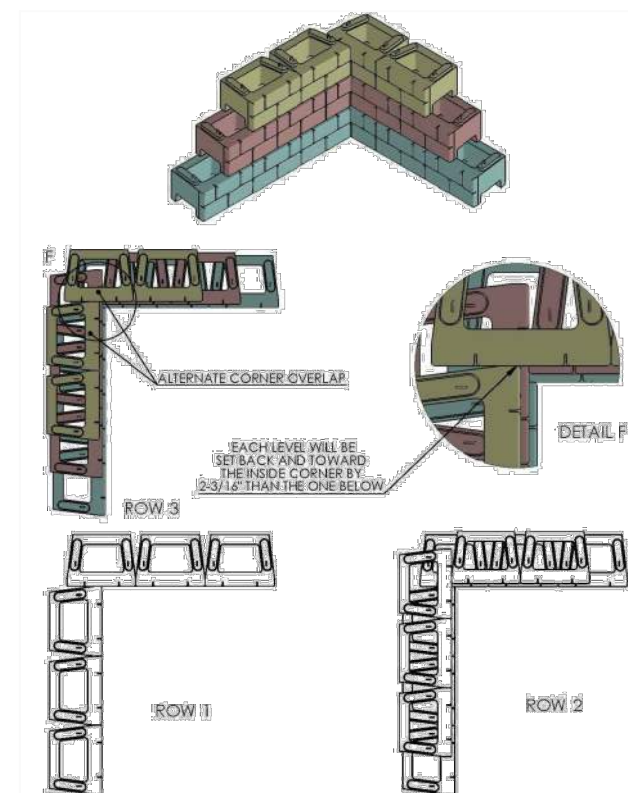 F
ALTERNATE CORNER OVERLAP
DETAIL F
EACH LEVEL WILL BE
SET BACK AND TOWARD
THE INSIDE CORNER BY
2-3/16" THAN THE ONE BELOW
ROW 3
ROW 1
ROW 2